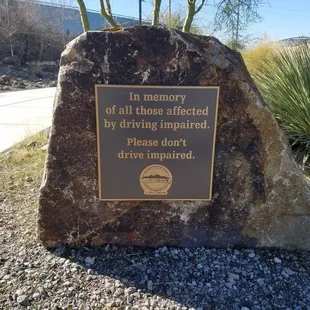 In memory
of all those affected
by driving impaired.
Please don't
drive impaired.